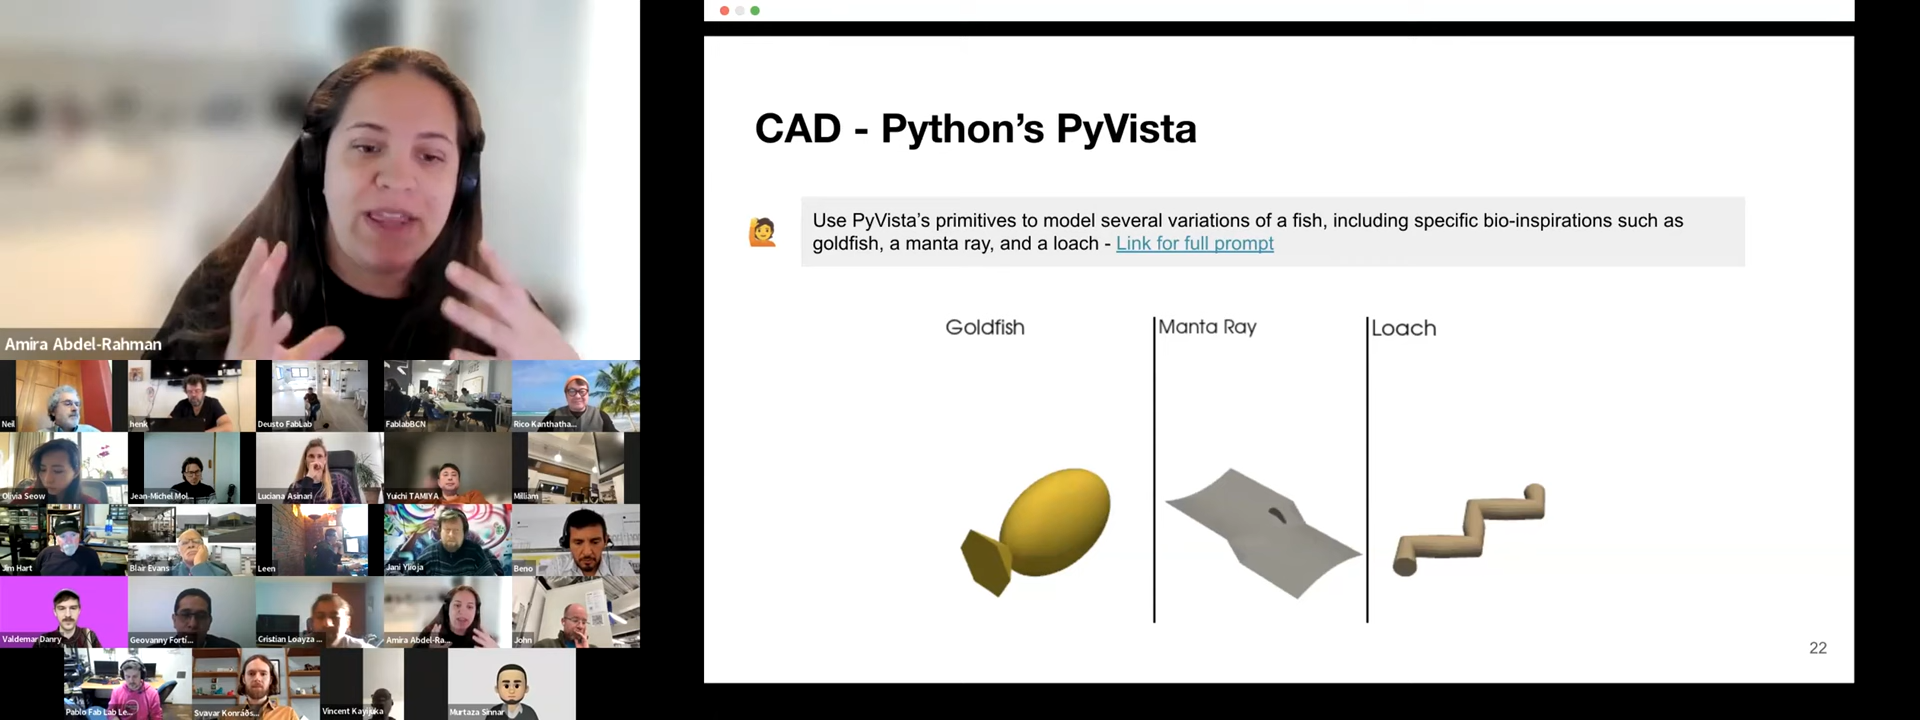 Amira Abdel-Rahman
Neil
henk
Deusto FabLab
FablabBCN
Rico Kanthatha...
Olivia Seow
Jean-Michel Mol...
Luciana Asinari
Yuichi TAMIYA
Milliam
Jim Hart
Blair Evans
Leen
Jani Ylioja
Beno
Valdemar Danry
Geovanny Forti...
Cristian Loayza ...
Amira Abdel-Ra...
John
Pablo Fab Lab Le...
Svavar Konráðs...
Vincent Kayijuka
Murtaza Sinnar
CAD - Python’s PyVista
Use PyVista’s primitives to model several variations of a fish, including specific bio-inspirations such as
goldfish, a manta ray, and a loach - Link for full prompt
Goldfish
Manta Ray
Loach
22